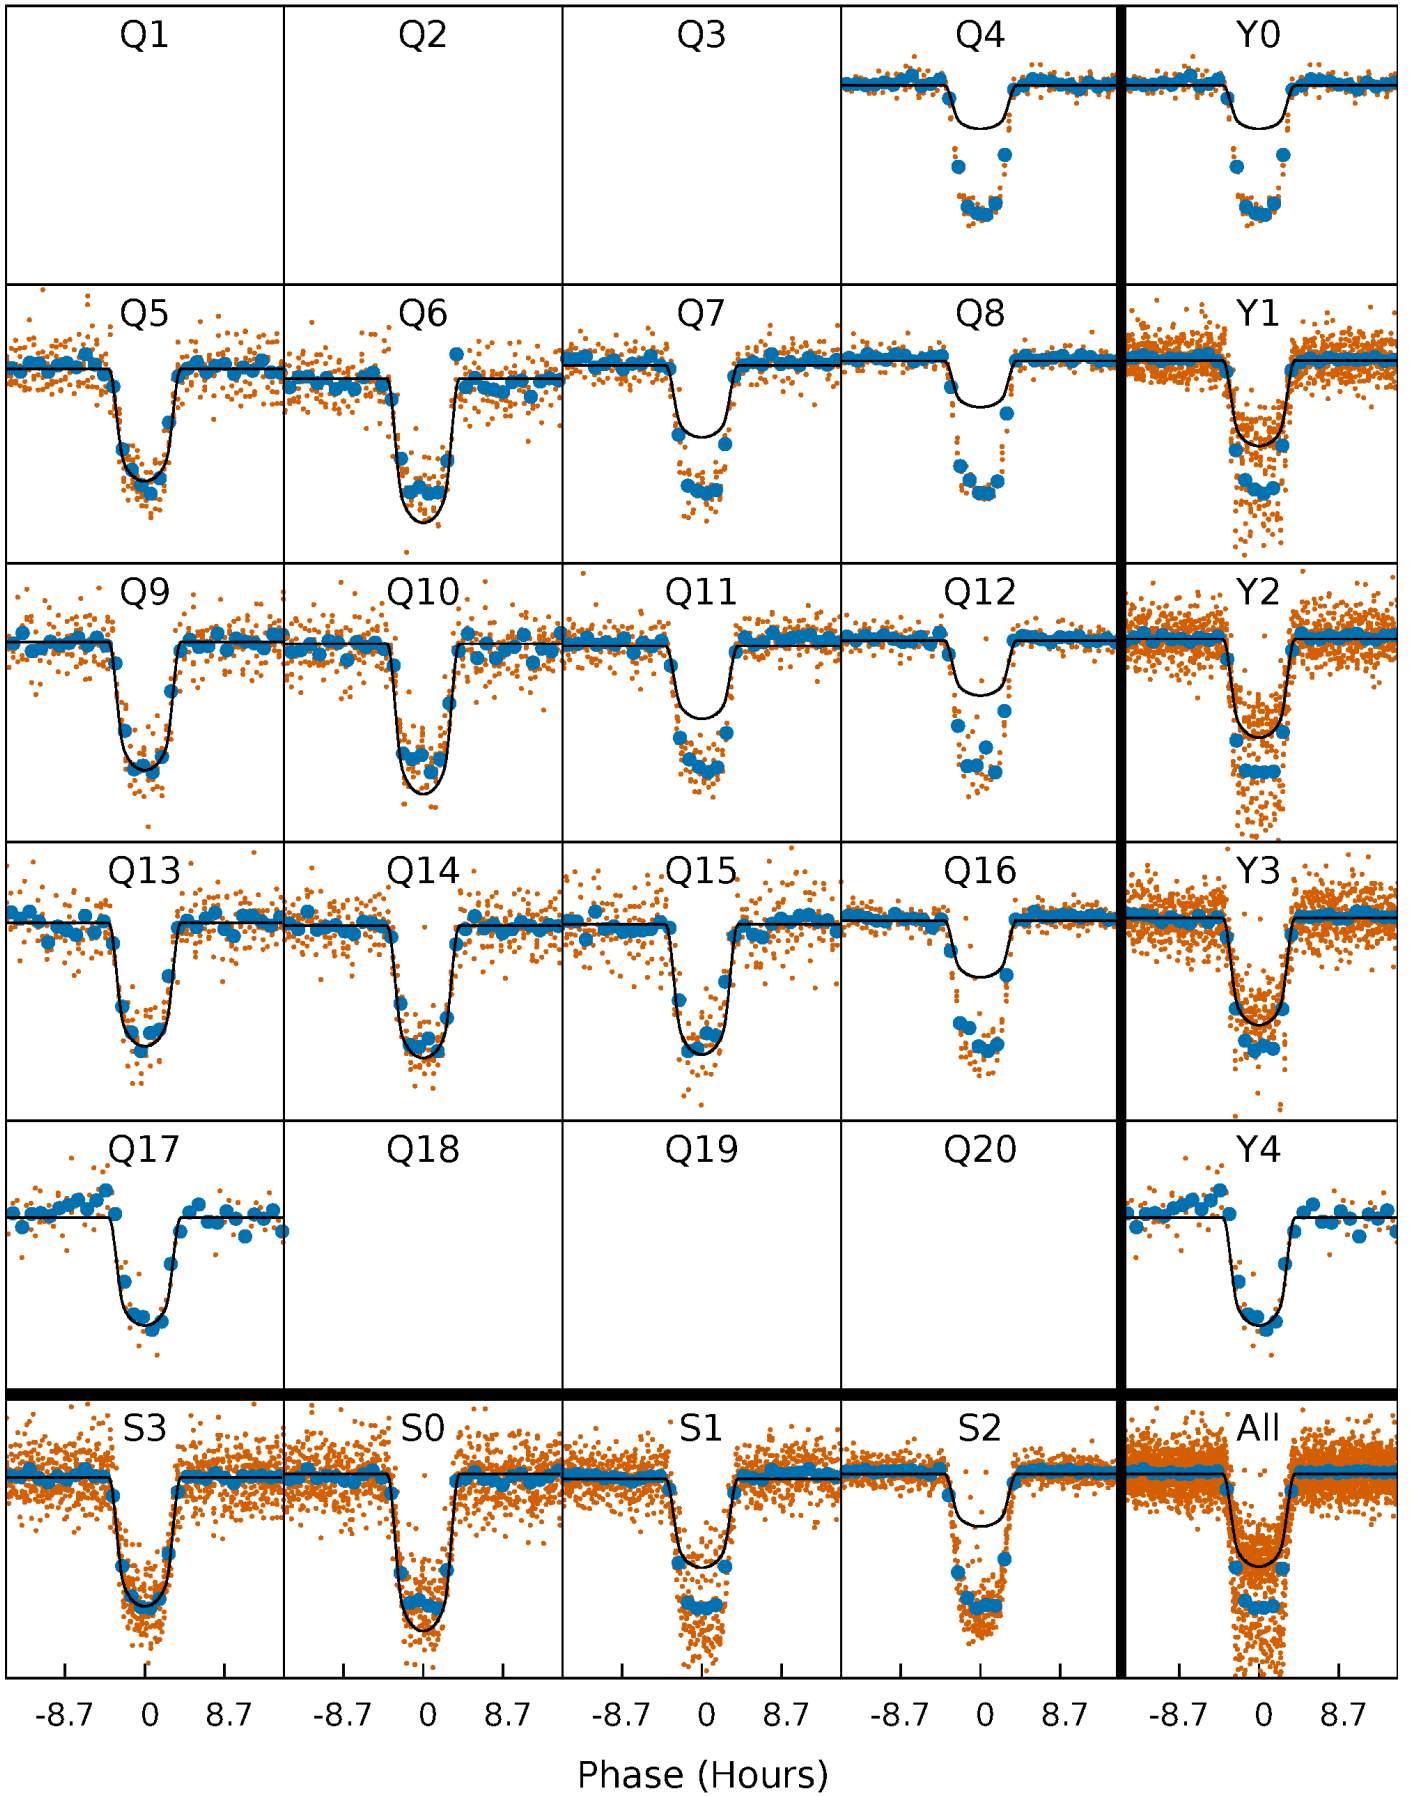 Q1 Q2 Q3 Q4 Y0
Q5 Q6 Q7 Q8 Y1
Q9 Q10 Q11 Q12 Y2
Q13 Q14 Q15 Q16 Y3
Q17 Q18 Q19 Q20 Y4
S3 S0 S1 S2 All
-8.7 0 8.7 -8.7 0 8.7 -8.7 0 8.7 -8.7 0 8.7 -8.7 0 8.7
Phase (Hours)